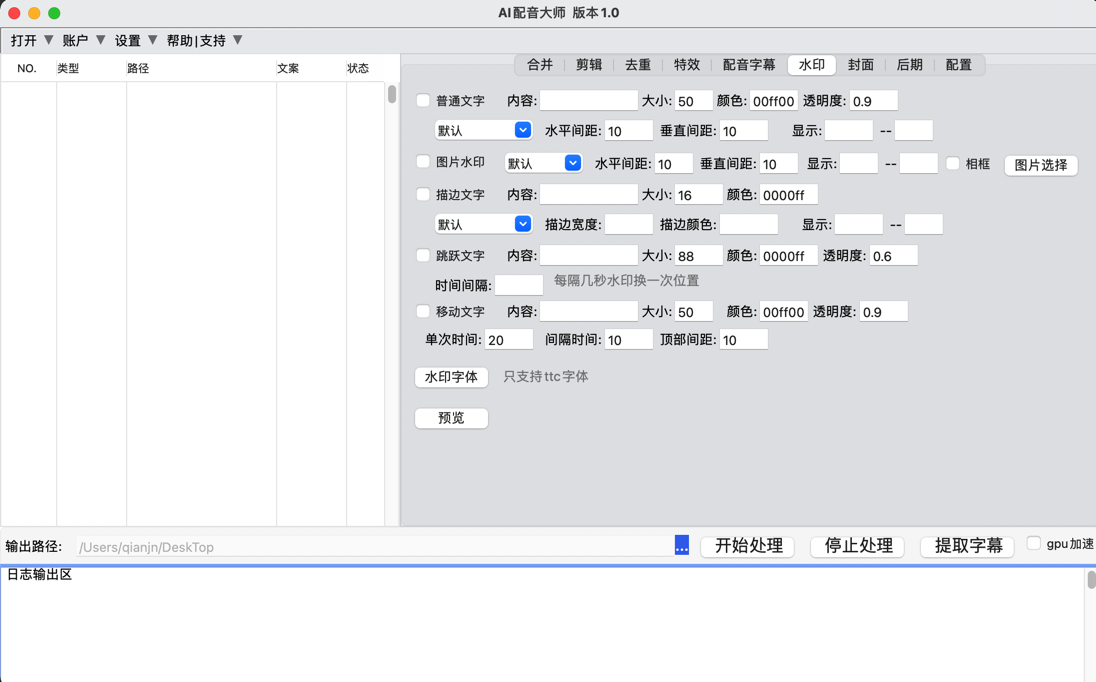 AI配音大师 版本1.0
打开 ▼ 账户 ▼ 设置 ▼ 帮助|支持 ▼
NO. 类型 路径 文案 状态
合并 剪辑 去重 特效 配音字幕 水印 封面 后期 配置
普通文字 内容: 大小: 50 颜色: 00ff00 透明度: 0.9
默认 水平间距: 10 垂直间距: 10 显示: --
图片水印 默认 水平间距: 10 垂直间距: 10 显示: -- 相框 图片选择
描边文字 内容: 大小: 16 颜色: 0000ff
默认 描边宽度: 描边颜色: 显示: --
跳跃文字 内容: 大小: 88 颜色: 0000ff 透明度: 0.6
时间间隔: 每隔几秒水印换一次位置
移动文字 内容: 大小: 50 颜色: 00ff00 透明度: 0.9
单次时间: 20 间隔时间: 10 顶部间距: 10
水印字体 只支持ttc字体
预览
输出路径: /Users/qianjn/DeskTop ... 开始处理 停止处理 提取字幕 gpu加速
日志输出区